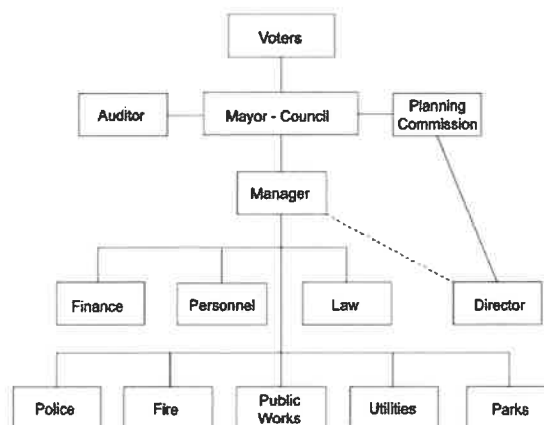 Voters
Auditor
Mayor - Council
Planning
Commission
Manager
Finance
Personnel
Law
Director
Police
Fire
Public
Works
Utilities
Parks